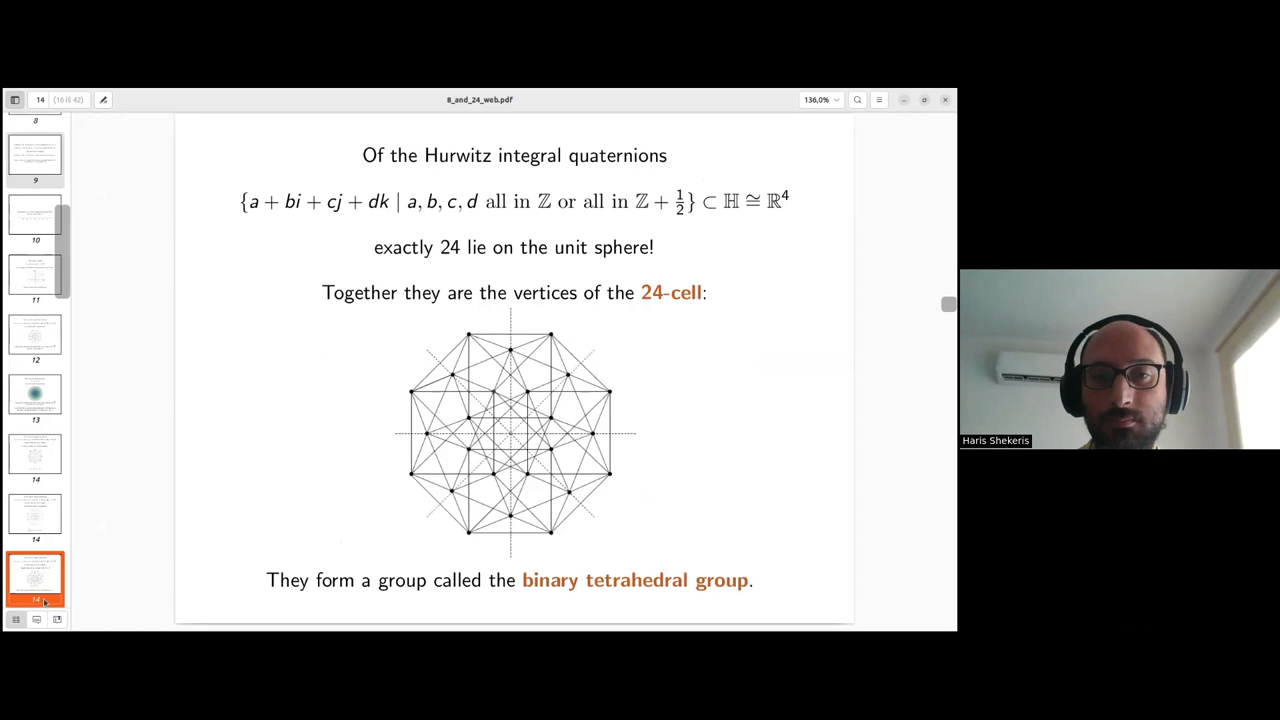 14 (16 из 42) 8_and_24_web.pdf 136,0%
8
9
10
11
12
13
14
14
14
Of the Hurwitz integral quaternions
{a + bi + cj + dk | a, b, c, d all in ℤ or all in ℤ + 1/2} ⊂ ℍ ≅ ℝ⁴
exactly 24 lie on the unit sphere!
Together they are the vertices of the 24-cell:
They form a group called the binary tetrahedral group.
Haris Shekeris